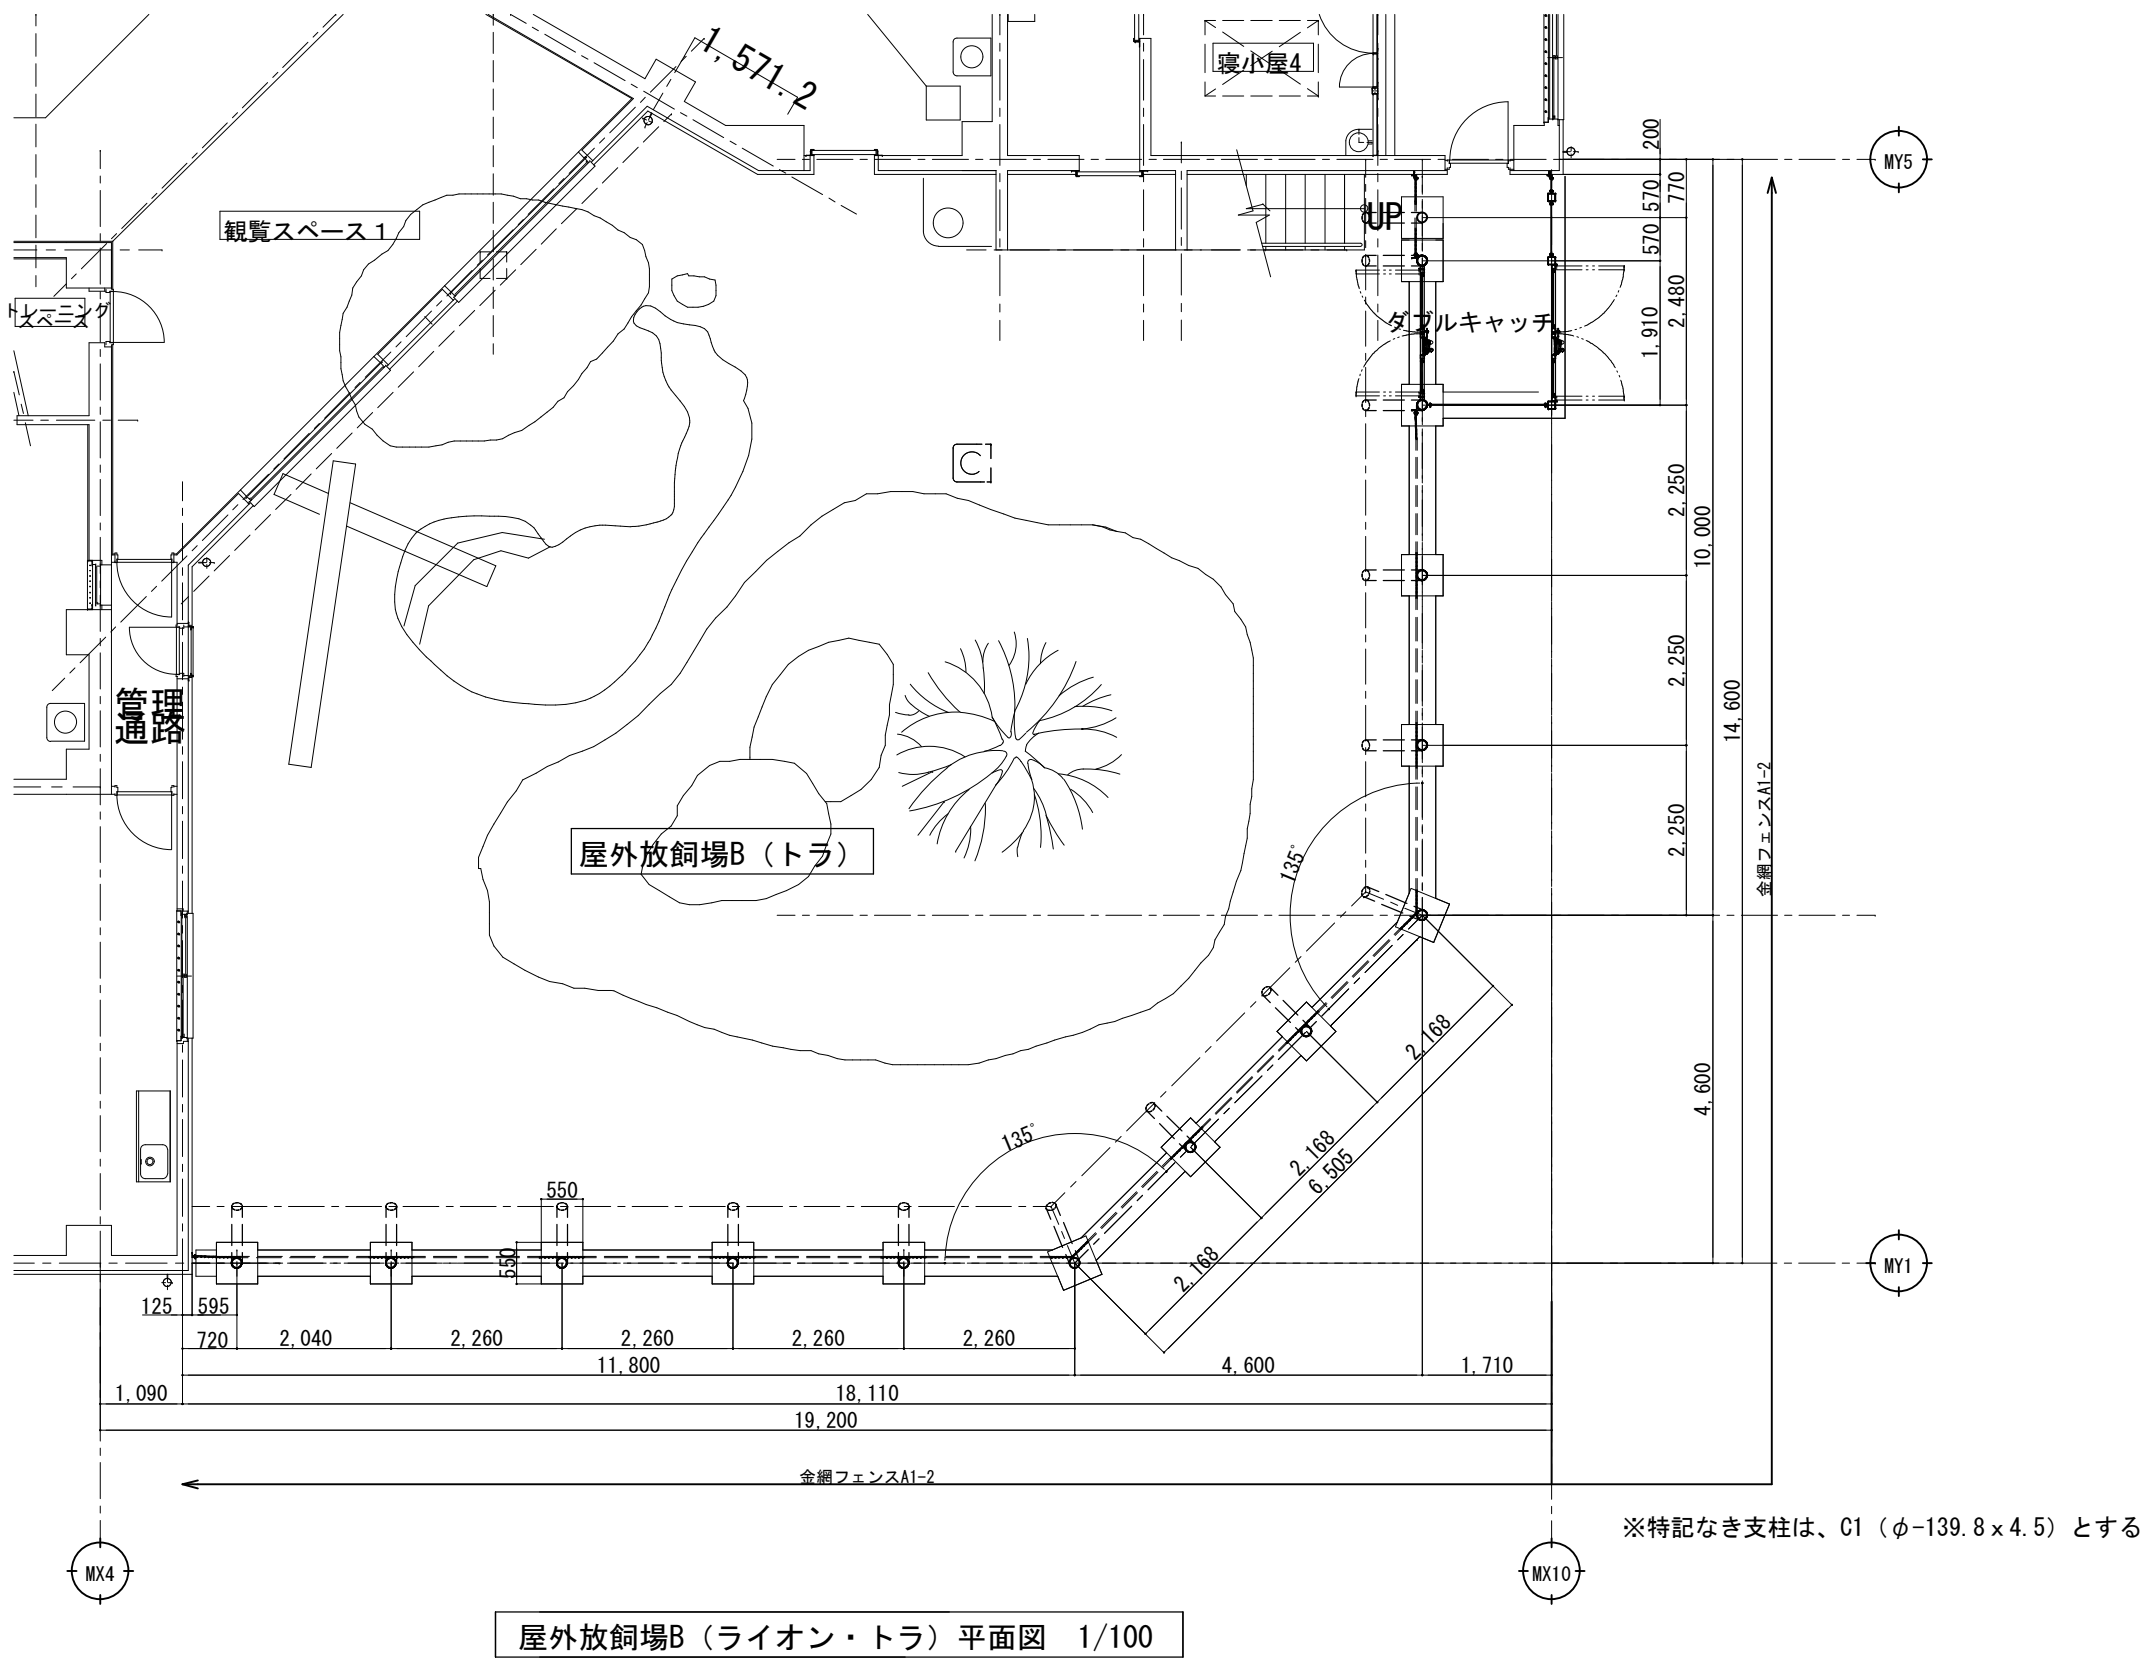 1,571.2
寝小屋4
200
MY5
観覧スペース1
UP
570
770
570
トレーニング
スペース
ダブルキャッチ
1,910
2,480
2,250
10,000
2,250
14,600
管理
通路
金網フェンスA1-2
2,250
屋外放飼場B（トラ）
135°
2,168
4,600
135°
2,168
6,505
550
550
2,168
MY1
125
595
720
2,040
2,260
2,260
2,260
2,260
11,800
4,600
1,710
1,090
18,110
19,200
金網フェンスA1-2
※特記なき支柱は、C1（φ-139.8ｘ4.5）とする
MX4
MX10
屋外放飼場B（ライオン・トラ）平面図　1/100